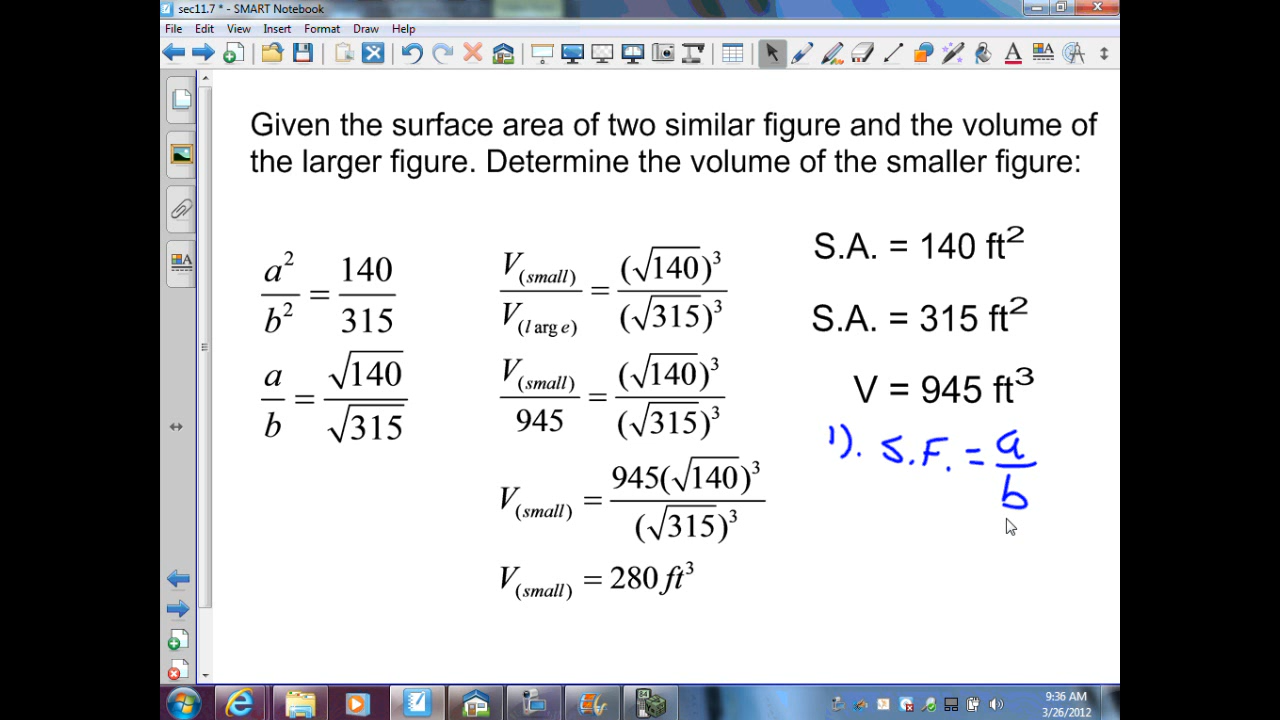 sec11.7 * - SMART Notebook
File Edit View Insert Format Draw Help
Given the surface area of two similar figure and the volume of
the larger figure. Determine the volume of the smaller figure:
a²/b² = 140/315
a/b = √140/√315
V(small)/V(large) = (√140)³/(√315)³
V(small)/945 = (√140)³/(√315)³
V(small) = 945(√140)³/(√315)³
V(small) = 280 ft³
S.A. = 140 ft²
S.A. = 315 ft²
V = 945 ft³
1). S.F. = a/b
9:36 AM
3/26/2012